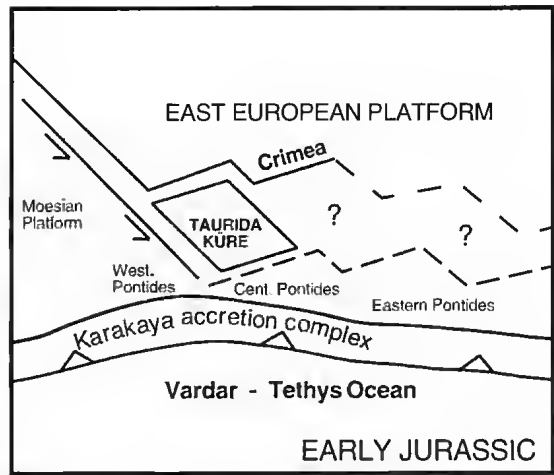 EAST EUROPEAN PLATFORM
Crimea
Moesian
Platform
TAURIDA
KÜRE
?
?
West.
Pontides
Cent. Pontides
Eastern Pontides
Karakaya accretion complex
Vardar - Tethys Ocean
EARLY JURASSIC